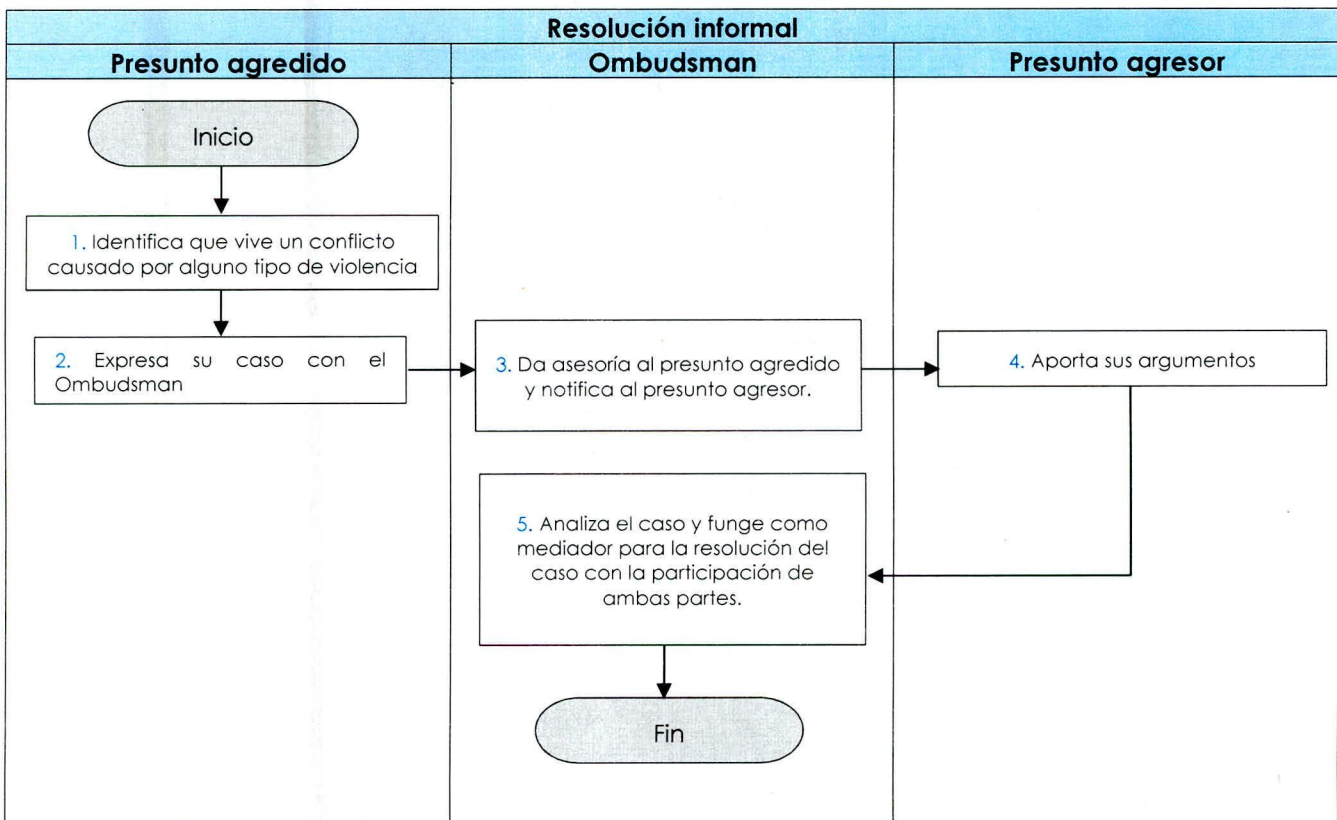 Resolución informal
Presunto agredido
Ombudsman
Presunto agresor
Inicio
1. Identifica que vive un conflicto
causado por alguno tipo de violencia
2. Expresa su caso con el
Ombudsman
3. Da asesoría al presunto agredido
y notifica al presunto agresor.
4. Aporta sus argumentos
5. Analiza el caso y funge como
mediador para la resolución del
caso con la participación de
ambas partes.
Fin